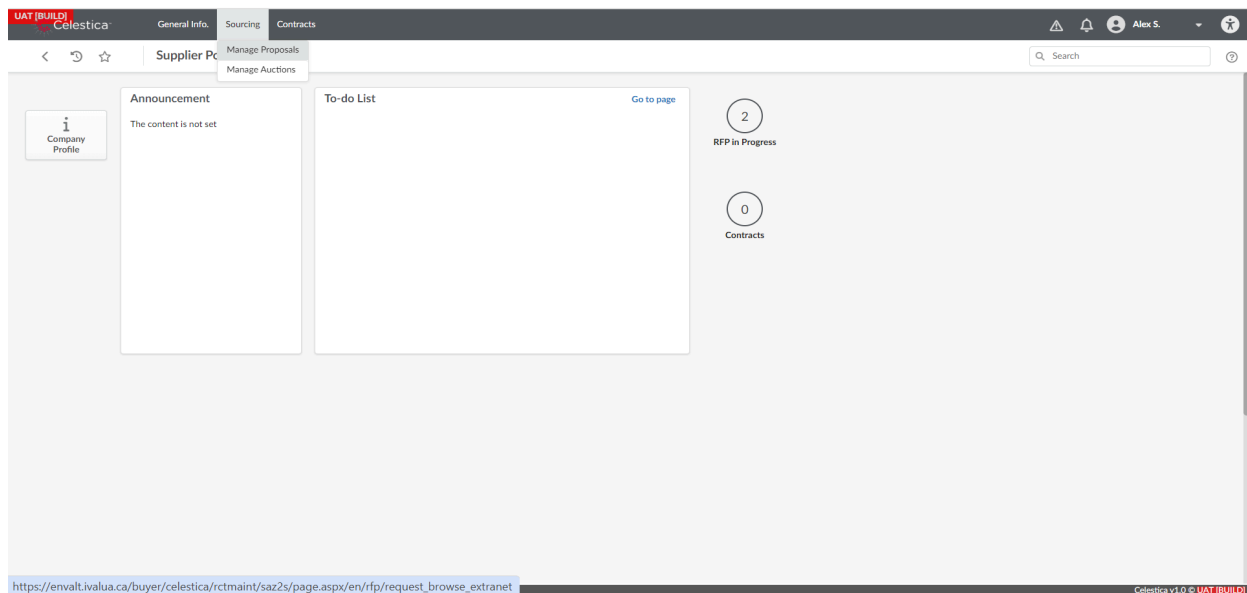 UAT [BUILD]
Celestica
General Info.
Sourcing
Contracts
Alex S.
Supplier Po
Manage Proposals
Manage Auctions
Search
i
Company
Profile
Announcement
The content is not set
To-do List
Go to page
2
RFP in Progress
0
Contracts
https://envalt.ivalua.ca/buyer/celestica/rctmaint/saz2s/page.aspx/en/rfp/request_browse_extranet
Celestica v1.0 © UAT [BUILD]